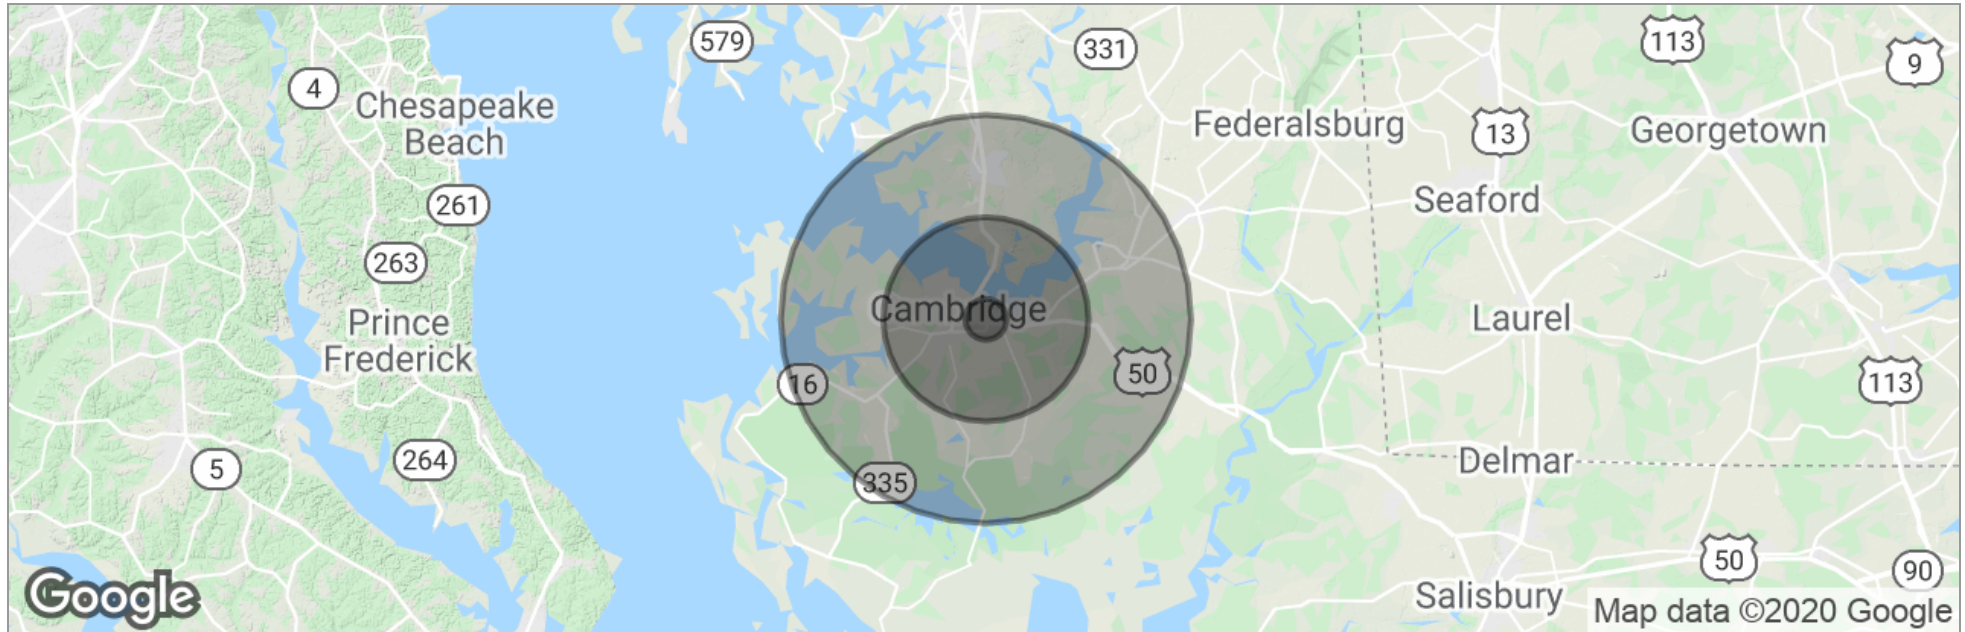 579
331
113
9
4
Chesapeake
Beach
Federalsburg
13
Georgetown
261
Seaford
263
Cambridge
Prince
Frederick
Laurel
16
50
113
264
5
335
Delmar
50
90
Google
Salisbury
Map data ©2020 Google